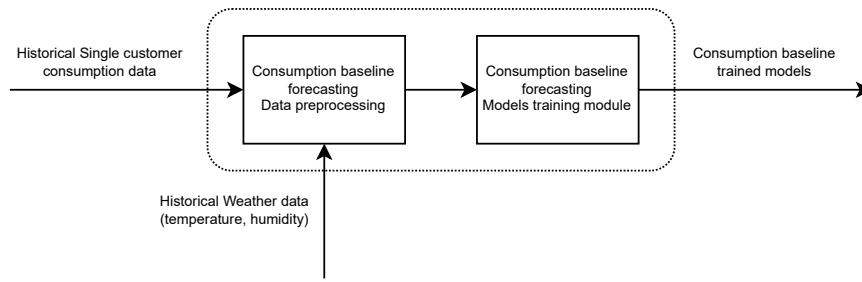 Historical Single customer
consumption data
Consumption baseline
forecasting
Data preprocessing
Consumption baseline
forecasting
Models training module
Consumption baseline
trained models
Historical Weather data
(temperature, humidity)